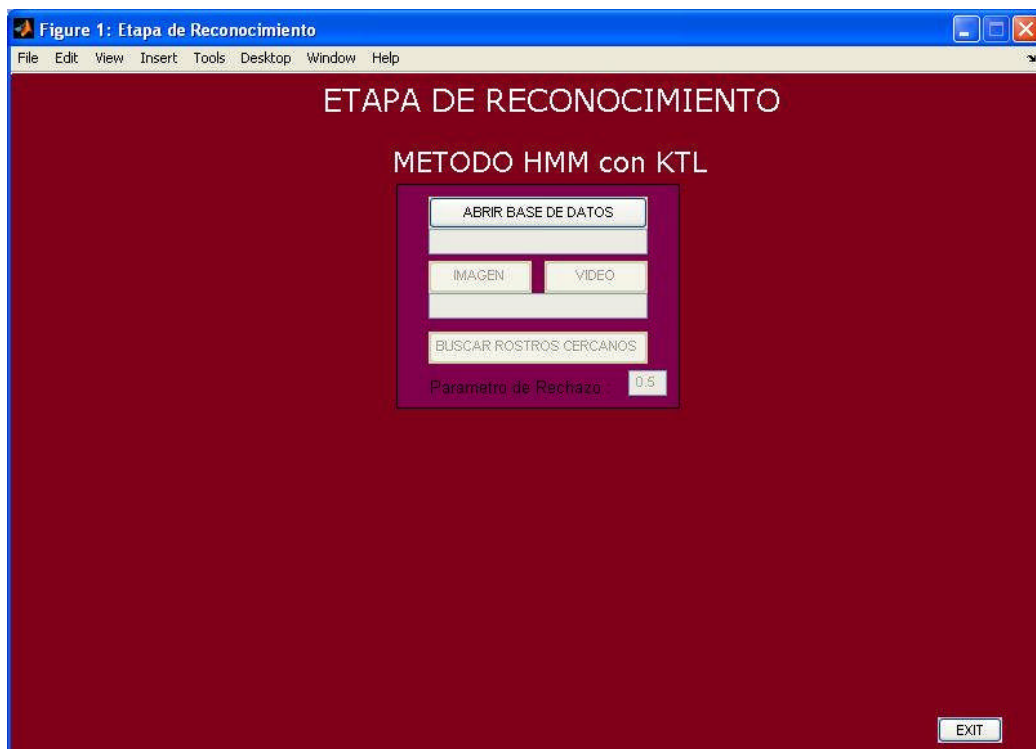 Figure 1: Etapa de Reconocimiento
File Edit View Insert Tools Desktop Window Help
ETAPA DE RECONOCIMIENTO
METODO HMM con KTL
ABRIR BASE DE DATOS
IMAGEN VIDEO
BUSCAR ROSTROS CERCANOS
Parametro de Rechazo 0.5
EXIT